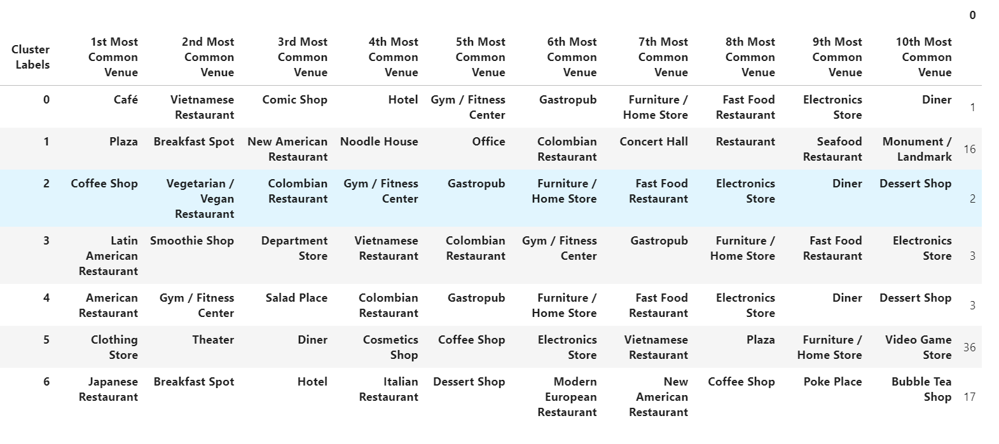 0
Cluster Labels 1st Most Common Venue 2nd Most Common Venue 3rd Most Common Venue 4th Most Common Venue 5th Most Common Venue 6th Most Common Venue 7th Most Common Venue 8th Most Common Venue 9th Most Common Venue 10th Most Common Venue
0 Café Vietnamese Restaurant Comic Shop Hotel Gym / Fitness Center Gastropub Furniture / Home Store Fast Food Restaurant Electronics Store Diner 1
1 Plaza Breakfast Spot New American Restaurant Noodle House Office Colombian Restaurant Concert Hall Restaurant Seafood Restaurant Monument / Landmark 16
2 Coffee Shop Vegetarian / Vegan Restaurant Colombian Restaurant Gym / Fitness Center Gastropub Furniture / Home Store Fast Food Restaurant Electronics Store Diner Dessert Shop 2
3 Latin American Restaurant Smoothie Shop Department Store Vietnamese Restaurant Colombian Restaurant Gym / Fitness Center Gastropub Furniture / Home Store Fast Food Restaurant Electronics Store 3
4 American Restaurant Gym / Fitness Center Salad Place Colombian Restaurant Gastropub Furniture / Home Store Fast Food Restaurant Electronics Store Diner Dessert Shop 3
5 Clothing Store Theater Diner Cosmetics Shop Coffee Shop Electronics Store Vietnamese Restaurant Plaza Furniture / Home Store Video Game Store 36
6 Japanese Restaurant Breakfast Spot Hotel Italian Restaurant Dessert Shop Modern European Restaurant New American Restaurant Coffee Shop Poke Place Bubble Tea Shop 17